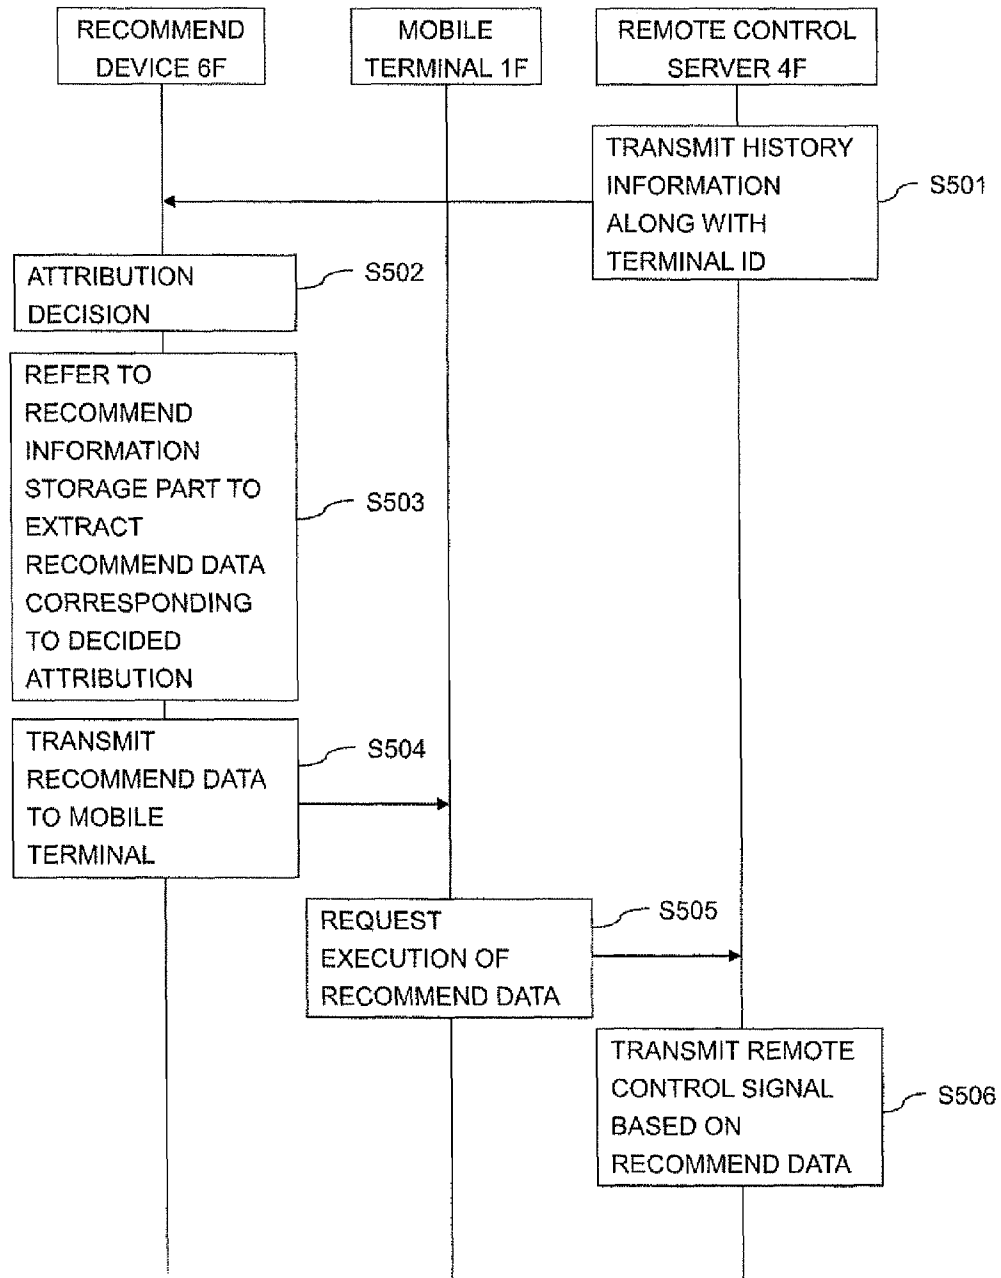 RECOMMEND
DEVICE 6F
MOBILE
TERMINAL 1F
REMOTE CONTROL
SERVER 4F
TRANSMIT HISTORY
INFORMATION
ALONG WITH
TERMINAL ID
S501
ATTRIBUTION
DECISION
S502
REFER TO
RECOMMEND
INFORMATION
STORAGE PART TO
EXTRACT
RECOMMEND DATA
CORRESPONDING
TO DECIDED
ATTRIBUTION
S503
TRANSMIT
RECOMMEND DATA
TO MOBILE
TERMINAL
S504
REQUEST
EXECUTION OF
RECOMMEND DATA
S505
TRANSMIT REMOTE
CONTROL SIGNAL
BASED ON
RECOMMEND DATA
S506